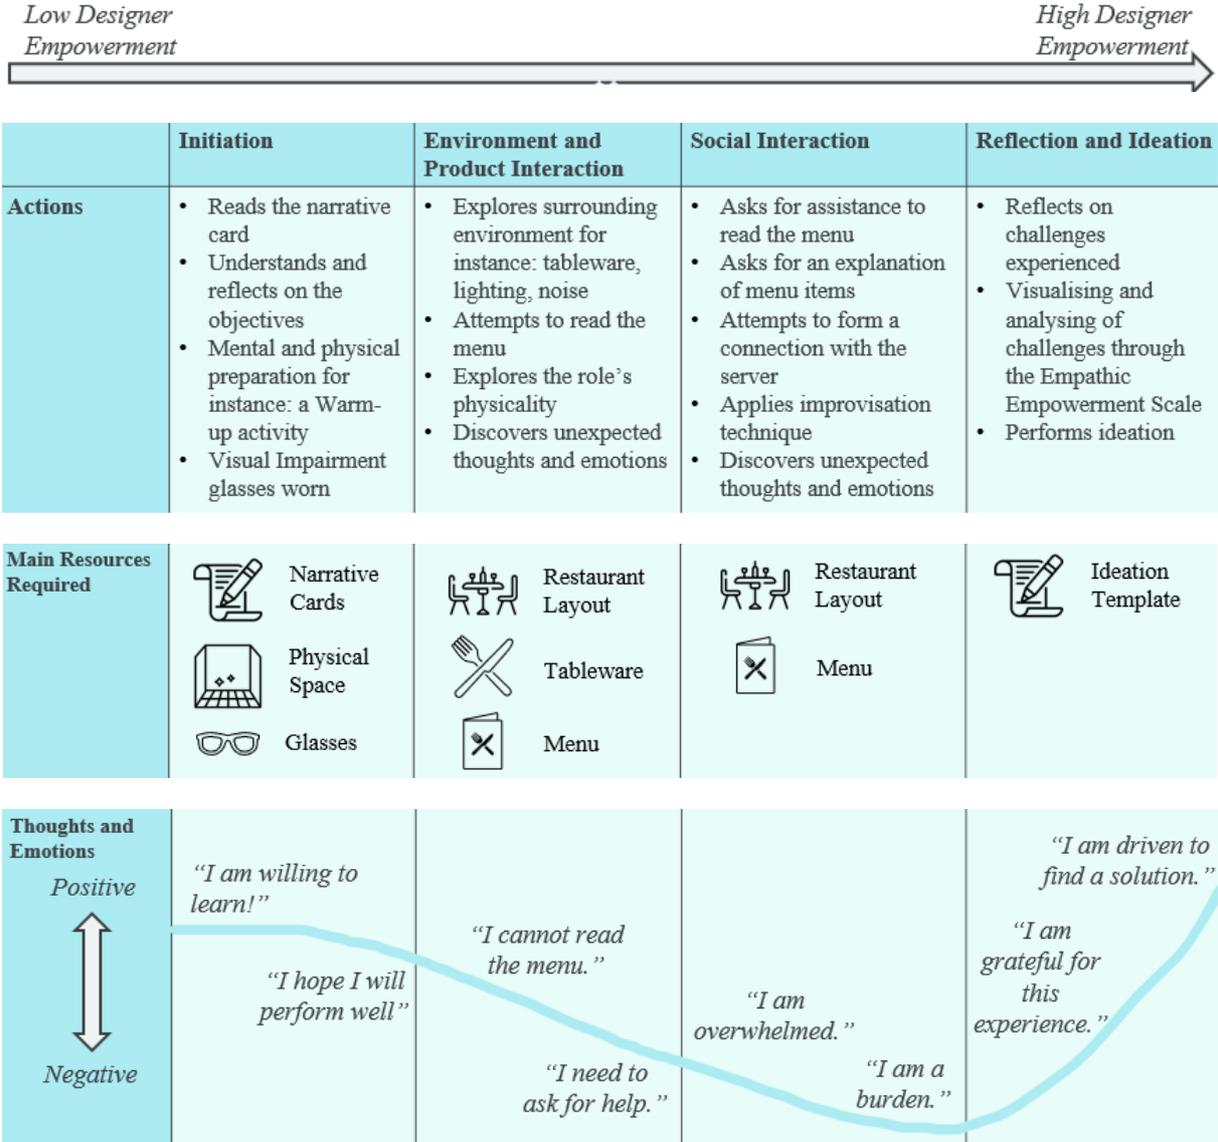 Low Designer
Empowerment
High Designer
Empowerment
Initiation
Environment and
Product Interaction
Social Interaction
Reflection and Ideation
Actions
• Reads the narrative
card
• Understands and
reflects on the
objectives
• Mental and physical
preparation for
instance: a Warm-
up activity
• Visual Impairment
glasses worn
• Explores surrounding
environment for
instance: tableware,
lighting, noise
• Attempts to read the
menu
• Explores the role’s
physicality
• Discovers unexpected
thoughts and emotions
• Asks for assistance to
read the menu
• Asks for an explanation
of menu items
• Attempts to form a
connection with the
server
• Applies improvisation
technique
• Discovers unexpected
thoughts and emotions
• Reflects on
challenges
experienced
• Visualising and
analysing of
challenges through
the Empathic
Empowerment Scale
• Performs ideation
Main Resources
Required
Narrative
Cards
Physical
Space
Glasses
Restaurant
Layout
Tableware
Menu
Restaurant
Layout
Menu
Ideation
Template
Thoughts and
Emotions
Positive
Negative
“I am willing to
learn!”
“I hope I will
perform well”
“I cannot read
the menu.”
“I need to
ask for help.”
“I am
overwhelmed.”
“I am a
burden.”
“I am driven to
find a solution.”
“I am
grateful for
this
experience.”